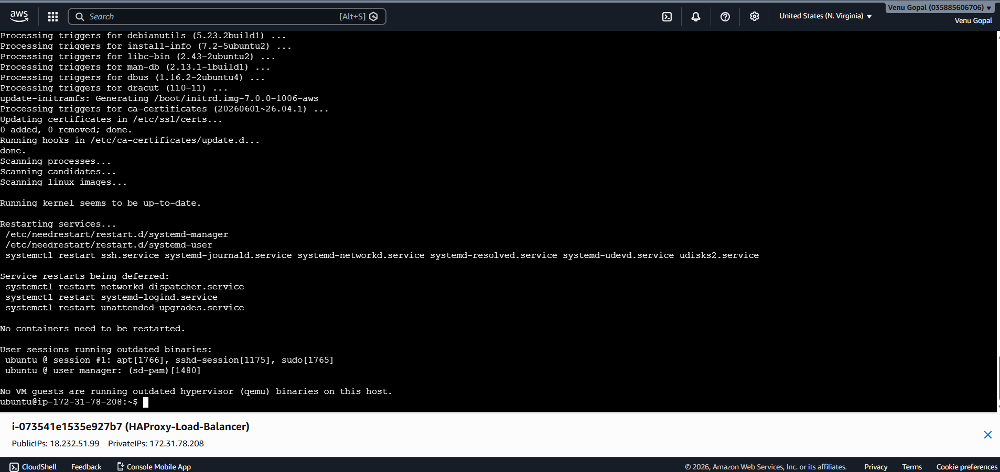 aws
Search [Alt+S]
United States (N. Virginia)
Venu Gopal (035885606706)
Venu Gopal
Processing triggers for debianutils (5.23.2build1) ...
Processing triggers for install-info (7.2-5ubuntu2) ...
Processing triggers for libc-bin (2.43-2ubuntu2) ...
Processing triggers for man-db (2.13.1-1build1) ...
Processing triggers for dbus (1.16.2-2ubuntu4) ...
Processing triggers for dracut (110-11) ...
update-initramfs: Generating /boot/initrd.img-7.0.0-1006-aws
Processing triggers for ca-certificates (20260601~26.04.1) ...
Updating certificates in /etc/ssl/certs...
0 added, 0 removed; done.
Running hooks in /etc/ca-certificates/update.d...
done.
Scanning processes...
Scanning candidates...
Scanning linux images...
Running kernel seems to be up-to-date.
Restarting services...
/etc/needrestart/restart.d/systemd-manager
/etc/needrestart/restart.d/systemd-user
systemctl restart ssh.service systemd-journald.service systemd-networkd.service systemd-resolved.service systemd-udevd.service udisks2.service
Service restarts being deferred:
systemctl restart networkd-dispatcher.service
systemctl restart systemd-logind.service
systemctl restart unattended-upgrades.service
No containers need to be restarted.
User sessions running outdated binaries:
ubuntu @ session #1: apt[1766], sshd-session[1175], sudo[1765]
ubuntu @ user manager: (sd-pam)[1480]
No VM guests are running outdated hypervisor (qemu) binaries on this host.
ubuntu@ip-172-31-78-208:~$
i-073541e1535e927b7 (HAProxy-Load-Balancer)
PublicIPs: 18.232.51.99 PrivateIPs: 172.31.78.208
CloudShell Feedback Console Mobile App © 2026, Amazon Web Services, Inc. or its affiliates. Privacy Terms Cookie preferences